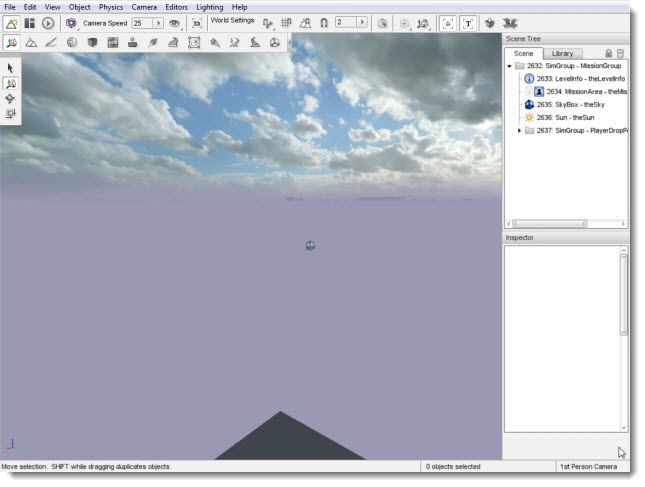 File Edit View Object Physics Camera Editors Lighting Help
Camera Speed 25 World Settings 2
Scene Tree
Scene Library
2632: SimGroup - MissionGroup
2633: LevelInfo - theLevelInfo
2634: MissionArea - theMis
2635: SkyBox - theSky
2636: Sun - theSun
2637: SimGroup - PlayerDropP
Inspector
Move selection. SHIFT while dragging duplicates objects. 0 objects selected 1st Person Camera